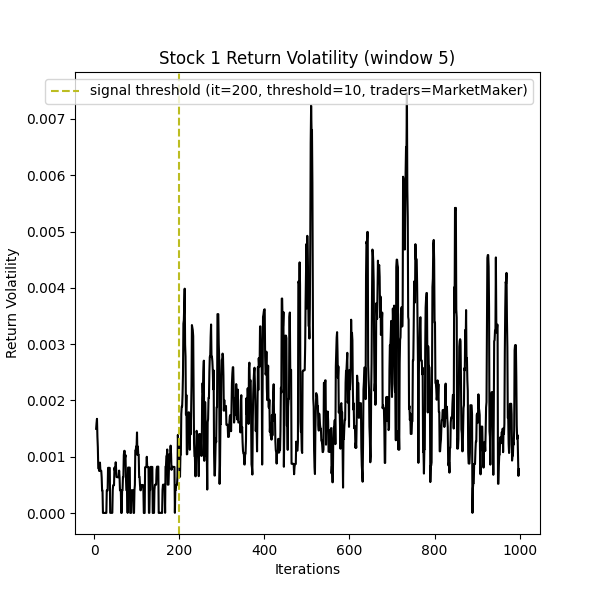 Stock 1 Return Volatility (window 5)
signal threshold (it=200, threshold=10, traders=MarketMaker)
0.007
0.006
0.005
0.004
0.003
0.002
0.001
0.000
Return Volatility
0 200 400 600 800 1000
Iterations